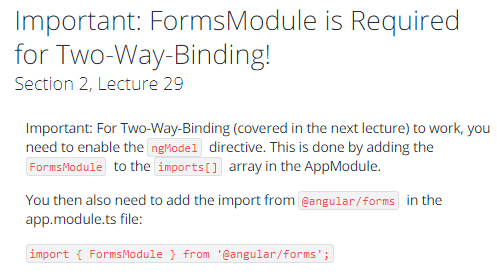 Important: FormsModule is Required
for Two-Way-Binding!
Section 2, Lecture 29
Important: For Two-Way-Binding (covered in the next lecture) to work, you
need to enable the ngModel directive. This is done by adding the
FormsModule to the imports[] array in the AppModule.
You then also need to add the import from @angular/forms in the
app.module.ts file:
import { FormsModule } from '@angular/forms';